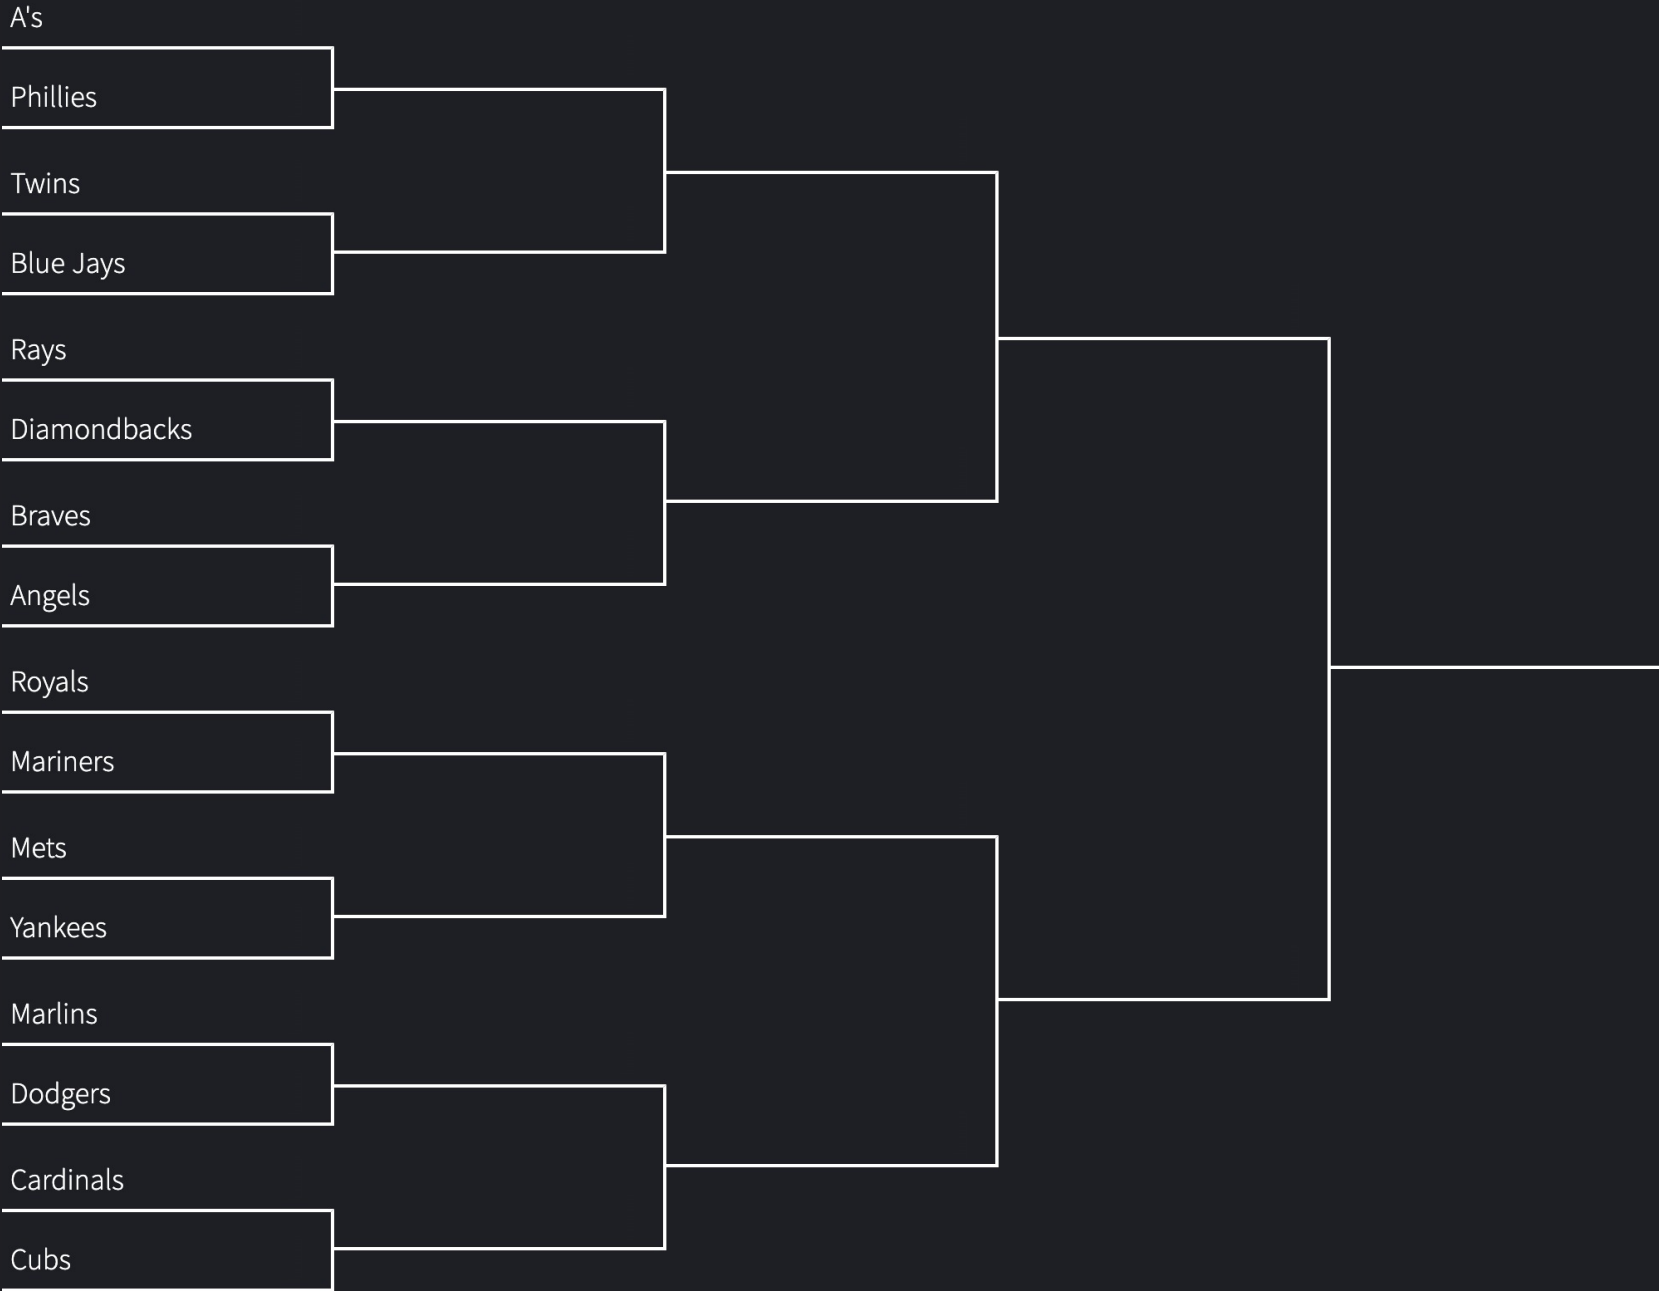 A's
Phillies
Twins
Blue Jays
Rays
Diamondbacks
Braves
Angels
Royals
Mariners
Mets
Yankees
Marlins
Dodgers
Cardinals
Cubs